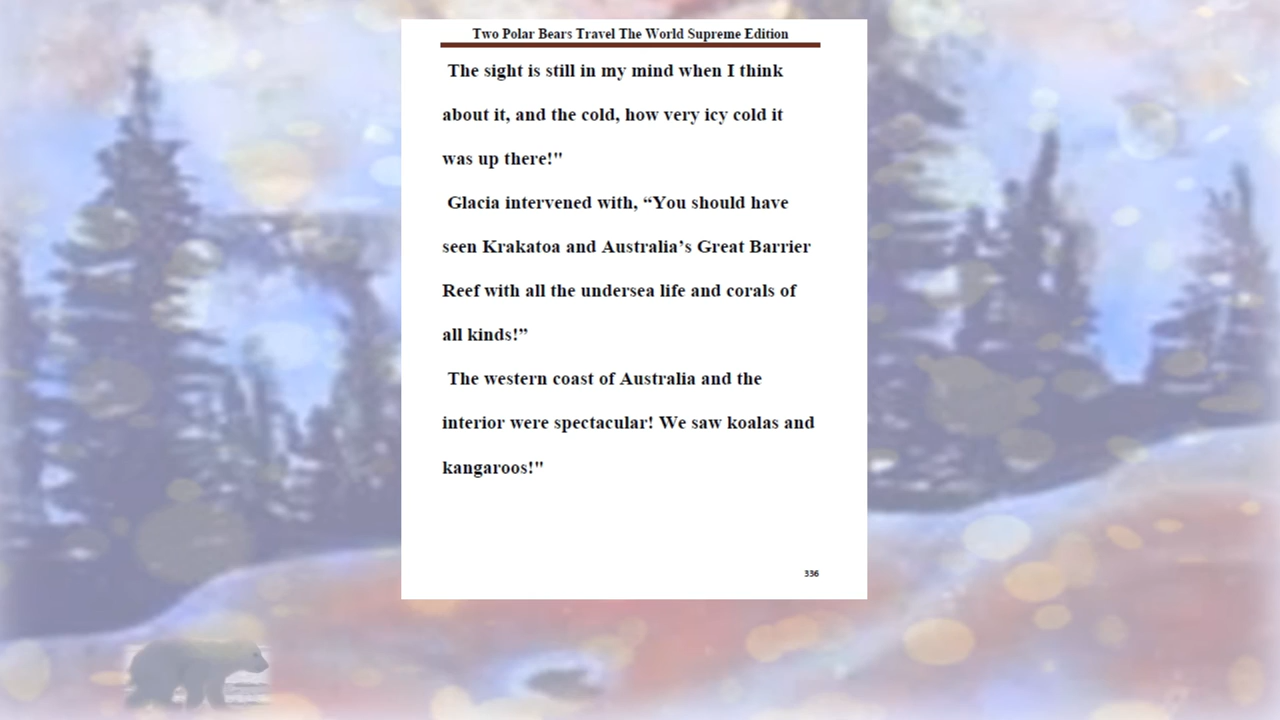 Two Polar Bears Travel The World Supreme Edition
The sight is still in my mind when I think
about it, and the cold, how very icy cold it
was up there!"
Glacia intervened with, “You should have
seen Krakatoa and Australia’s Great Barrier
Reef with all the undersea life and corals of
all kinds!”
The western coast of Australia and the
interior were spectacular! We saw koalas and
kangaroos!"
336